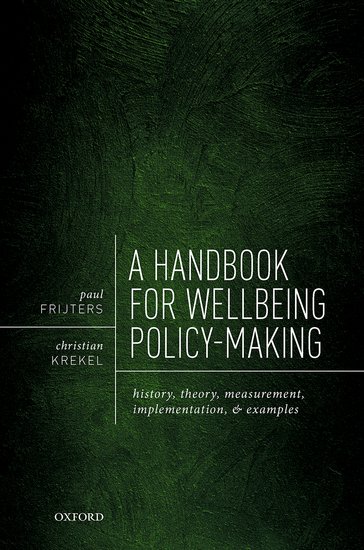 paul
FRIJTERS
christian
KREKEL
A HANDBOOK
FOR WELLBEING
POLICY-MAKING
history, theory, measurement,
implementation, & examples
OXFORD